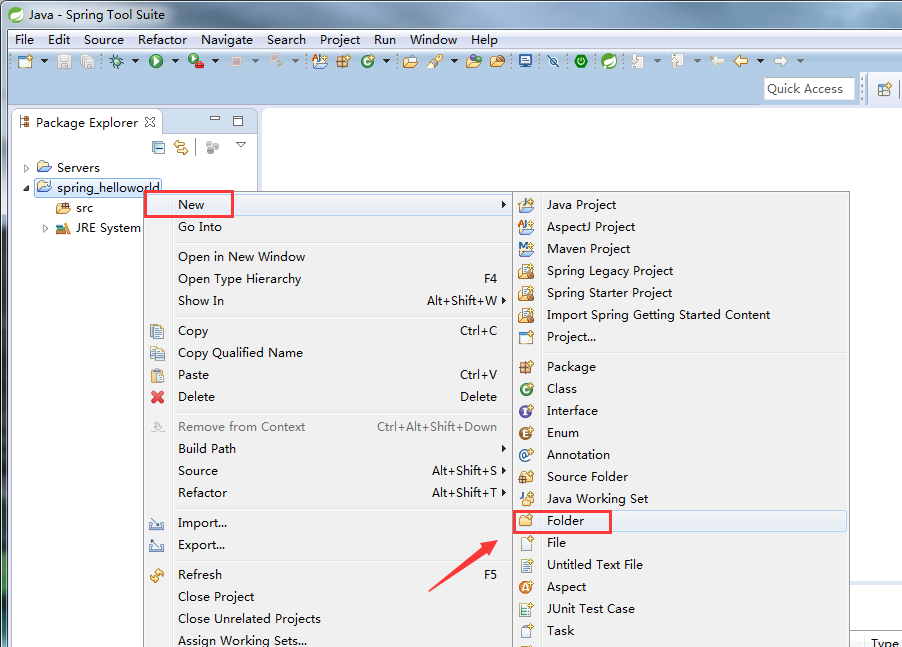 Java - Spring Tool Suite
File Edit Source Refactor Navigate Search Project Run Window Help
Quick Access
Package Explorer
Servers
spring_helloworld
src
JRE System
New
Go Into
Open in New Window
Open Type Hierarchy F4
Show In Alt+Shift+W
Copy Ctrl+C
Copy Qualified Name
Paste Ctrl+V
Delete Delete
Remove from Context Ctrl+Alt+Shift+Down
Build Path
Source Alt+Shift+S
Refactor Alt+Shift+T
Import...
Export...
Refresh F5
Close Project
Close Unrelated Projects
Assign Working Sets...
Java Project
AspectJ Project
Maven Project
Spring Legacy Project
Spring Starter Project
Import Spring Getting Started Content
Project...
Package
Class
Interface
Enum
Annotation
Source Folder
Java Working Set
Folder
File
Untitled Text File
Aspect
JUnit Test Case
Task
Type